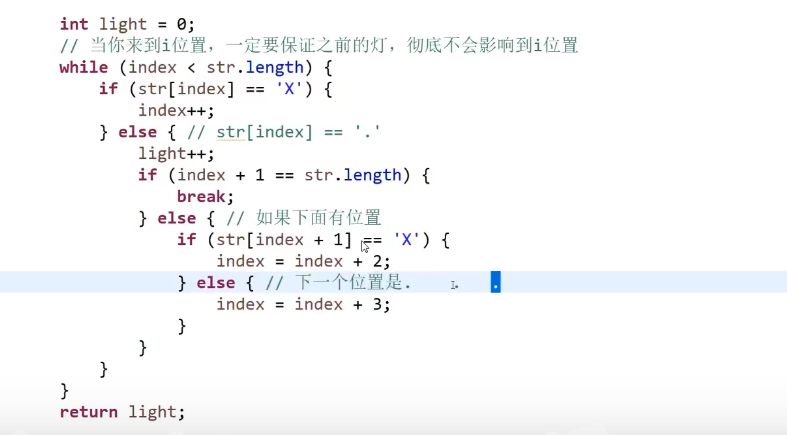 int light = 0;
// 当你来到i位置，一定要保证之前的灯，彻底不会影响到i位置
while (index < str.length) {
if (str[index] == 'X') {
index++;
} else { // str[index] == '.'
light++;
if (index + 1 == str.length) {
break;
} else { // 如果下面有位置
if (str[index + 1] == 'X') {
index = index + 2;
} else { // 下一个位置是. . .
index = index + 3;
}
}
}
}
return light;